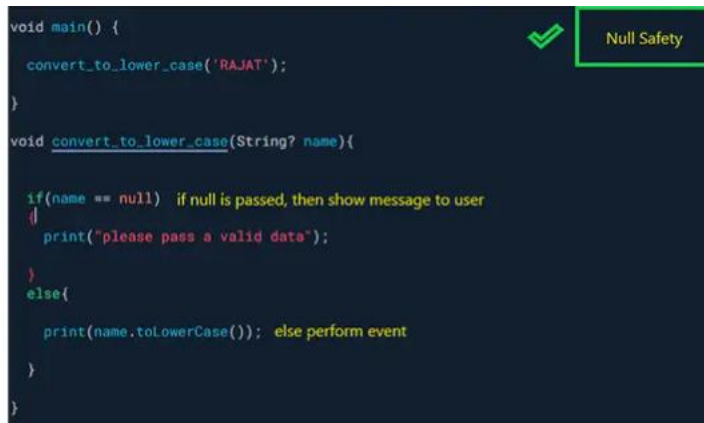 void main() {
Null Safety
convert_to_lower_case('RAJAT');
}
void convert_to_lower_case(String? name){
if(name == null) if null is passed, then show message to user
{
print("please pass a valid data");
}
else{
print(name.toLowerCase()); else perform event
}
}